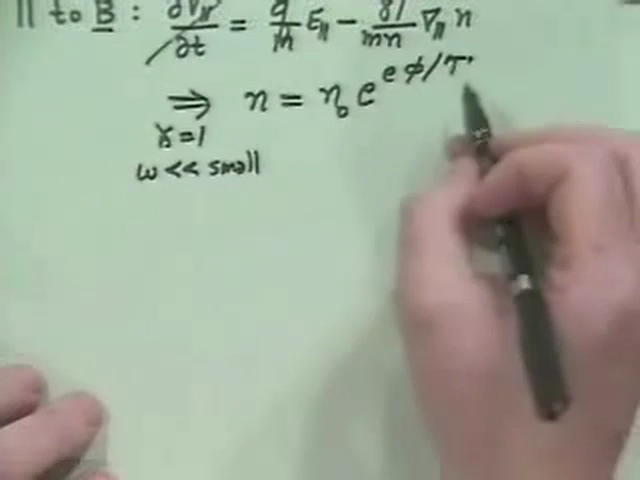 || to B : ∂V||/∂t = q/m E|| − γT/mn ∇|| n
⇒ n = n₀ e^{eϕ/T}
γ = 1
ω << small